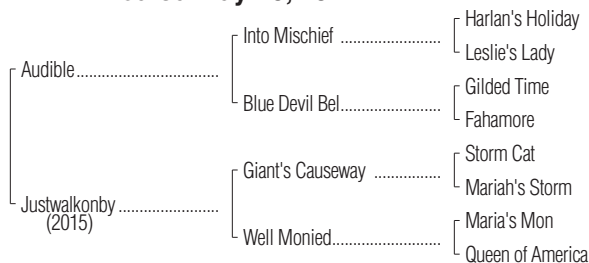 Harlan's Holiday
Into Mischief ........................
Leslie's Lady
Audible..................................
Gilded Time
Blue Devil Bel........................
Fahamore
Storm Cat
Giant's Causeway ................
Mariah's Storm
Justwalkonby ........................
(2015)
Maria's Mon
Well Monied..........................
Queen of America